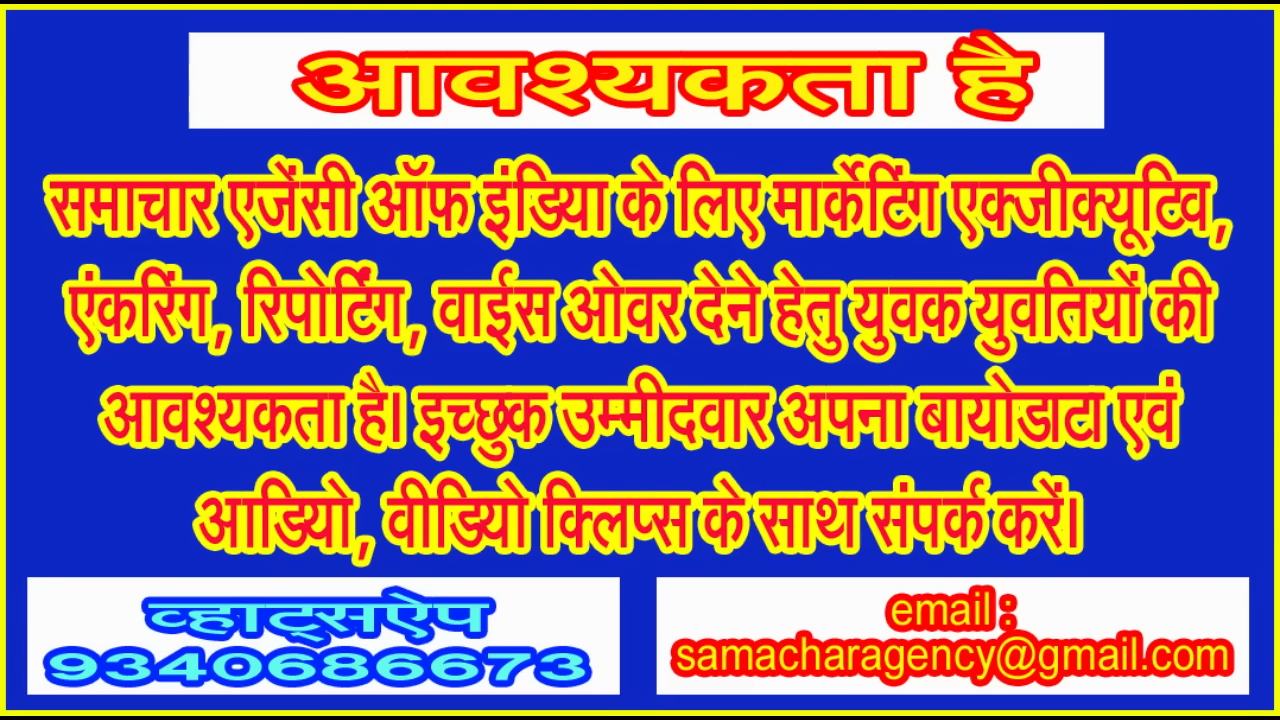 आवश्यकता है
समाचार एजेंसी ऑफ इंडिया के लिए मार्केटिंग एक्जीक्यूटिव,
एंकरिंग, रिपोर्टिंग, वाईस ओवर देने हेतु युवक युवतियों की
आवश्यकता है। इच्छुक उम्मीदवार अपना बायोडाटा एवं
आडियो, वीडियो क्लिप्स के साथ संपर्क करें।
व्हाट्सऐप
9340686673
email :
samacharagency@gmail.com